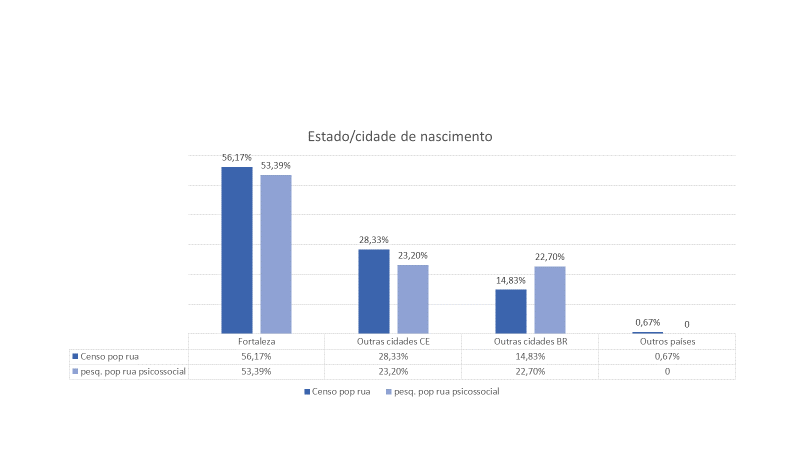 Estado/cidade de nascimento
56,17%
53,39%
28,33%
23,20%
14,83%
22,70%
0,67%
0
Fortaleza Outras cidades CE Outras cidades BR Outros países
Censo pop rua 56,17% 28,33% 14,83% 0,67%
pesq. pop rua psicossocial 53,39% 23,20% 22,70% 0
Censo pop rua pesq. pop rua psicossocial